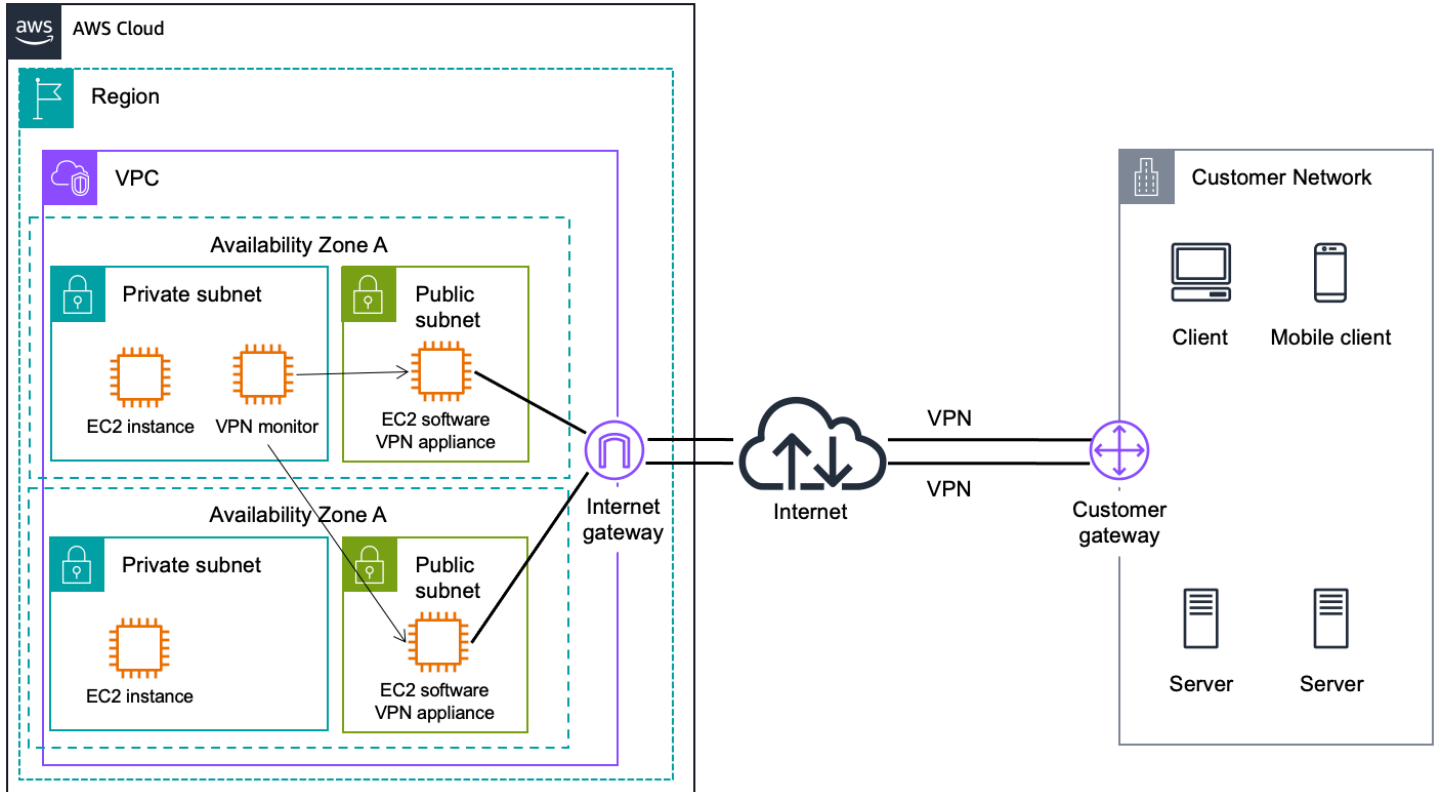 aws
AWS Cloud
Region
VPC
Availability Zone A
Private subnet
Public
subnet
EC2 instance
VPN monitor
EC2 software
VPN appliance
Availability Zone A
Private subnet
Public
subnet
EC2 instance
EC2 software
VPN appliance
Internet
gateway
Internet
VPN
VPN
Customer
gateway
Customer Network
Client
Mobile client
Server
Server